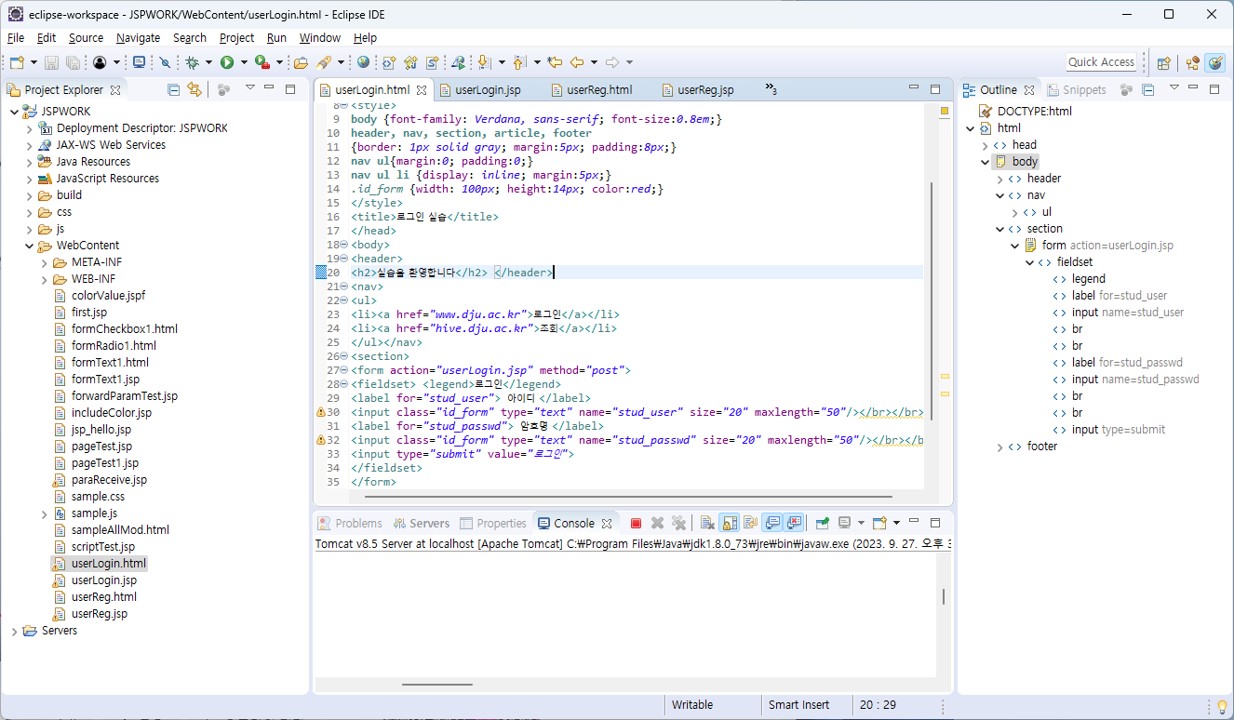 eclipse-workspace - JSPWORK/WebContent/userLogin.html - Eclipse IDE
File Edit Source Navigate Search Project Run Window Help
Quick Access
Project Explorer
JSPWORK
Deployment Descriptor: JSPWORK
JAX-WS Web Services
Java Resources
JavaScript Resources
build
css
js
WebContent
META-INF
WEB-INF
colorValue.jspf
first.jsp
formCheckbox1.html
formRadio1.html
formText1.html
formText1.jsp
forwardParamTest.jsp
includeColor.jsp
jsp_hello.jsp
pageTest.jsp
pageTest1.jsp
paraReceive.jsp
sample.css
sample.js
sampleAllMod.html
scriptTest.jsp
userLogin.html
userLogin.jsp
userReg.html
userReg.jsp
Servers
userLogin.html userLogin.jsp userReg.html userReg.jsp »3
8 <style>
9 body {font-family: Verdana, sans-serif; font-size:0.8em;}
10 header, nav, section, article, footer
11 {border: 1px solid gray; margin:5px; padding:8px;}
12 nav ul{margin:0; padding:0;}
13 nav ul li {display: inline; margin:5px;}
14 .id_form {width: 100px; height:14px; color:red;}
15 </style>
16 <title>로그인 실습</title>
17 </head>
18 <body>
19 <header>
20 <h2>실습을 환영합니다</h2> </header>
21 <nav>
22 <ul>
23 <li><a href="www.dju.ac.kr">로그인</a></li>
24 <li><a href="hive.dju.ac.kr">조회</a></li>
25 </ul></nav>
26 <section>
27 <form action="userLogin.jsp" method="post">
28 <fieldset> <legend>로그인</legend>
29 <label for="stud_user"> 아이디 </label>
30 <input class="id_form" type="text" name="stud_user" size="20" maxlength="50"/></br></br>
31 <label for="stud_passwd"> 암호명 </label>
32 <input class="id_form" type="text" name="stud_passwd" size="20" maxlength="50"/></br></b
33 <input type="submit" value="로그인">
34 </fieldset>
35 </form>
Problems Servers Properties Console
Tomcat v8.5 Server at localhost [Apache Tomcat] C:₩Program Files₩Java₩jdk1.8.0_73₩jre₩bin₩javaw.exe (2023. 9. 27. 오후 3
Outline Snippets
DOCTYPE:html
html
head
body
header
nav
ul
section
form action=userLogin.jsp
fieldset
legend
label for=stud_user
input name=stud_user
br
br
label for=stud_passwd
input name=stud_passwd
br
br
input type=submit
footer
Writable Smart Insert 20 : 29